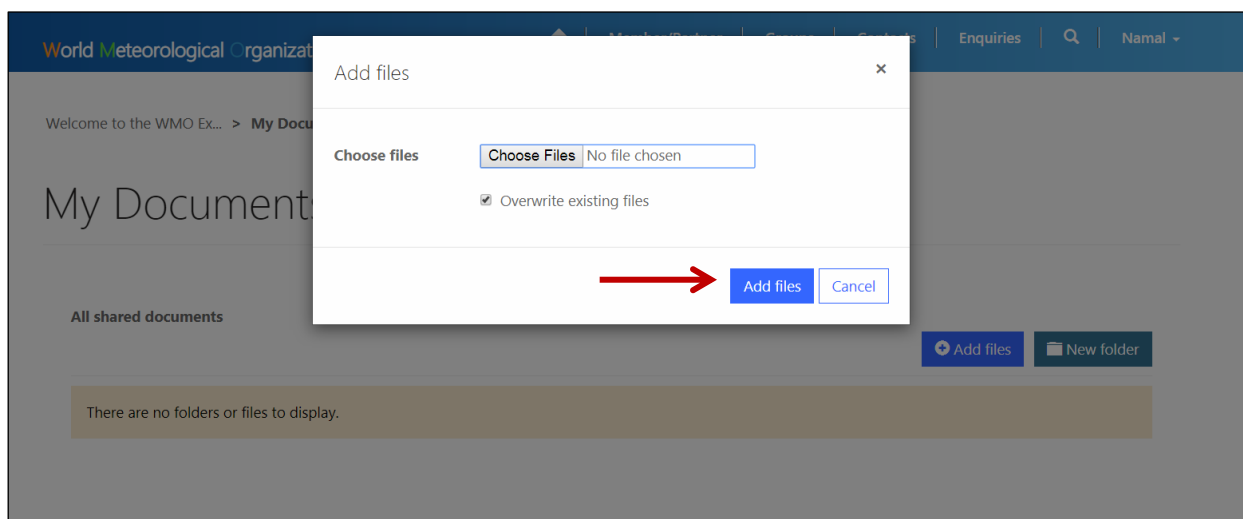 World Meteorological Organizat
Enquiries
Namal
Add files
×
Welcome to the WMO Ex... > My Docu
Choose files
Choose Files No file chosen
My Document
Overwrite existing files
Add files
Cancel
All shared documents
Add files
New folder
There are no folders or files to display.